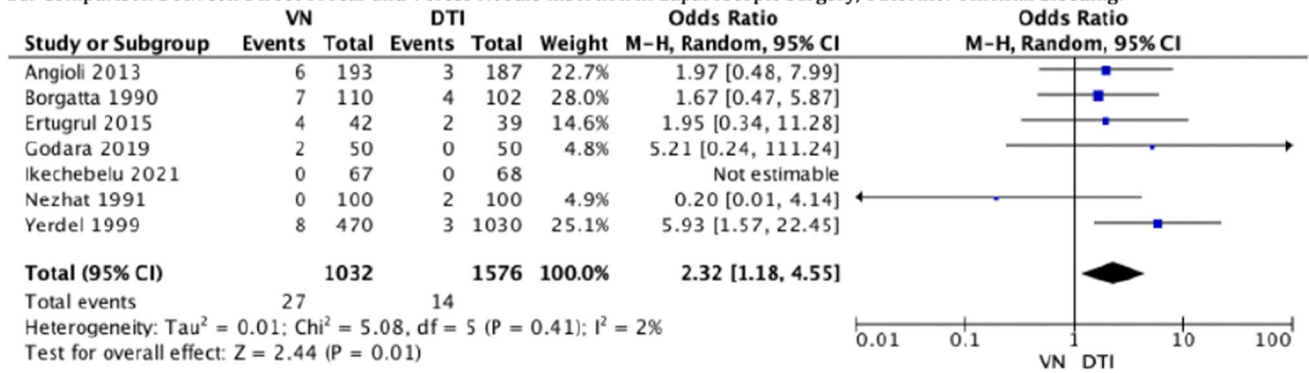 VN DTI Odds Ratio Odds Ratio
Study or Subgroup Events Total Events Total Weight M-H, Random, 95% CI M-H, Random, 95% CI
Angioli 2013 6 193 3 187 22.7% 1.97 [0.48, 7.99]
Borgatta 1990 7 110 4 102 28.0% 1.67 [0.47, 5.87]
Ertugrul 2015 4 42 2 39 14.6% 1.95 [0.34, 11.28]
Godara 2019 2 50 0 50 4.8% 5.21 [0.24, 111.24]
Ikechebelu 2021 0 67 0 68 Not estimable
Nezhat 1991 0 100 2 100 4.9% 0.20 [0.01, 4.14]
Yerdel 1999 8 470 3 1030 25.1% 5.93 [1.57, 22.45]
Total (95% CI) 1032 1576 100.0% 2.32 [1.18, 4.55]
Total events 27 14
Heterogeneity: Tau² = 0.01; Chi² = 5.08, df = 5 (P = 0.41); I² = 2%
Test for overall effect: Z = 2.44 (P = 0.01)
0.01 0.1 1 10 100
VN DTI